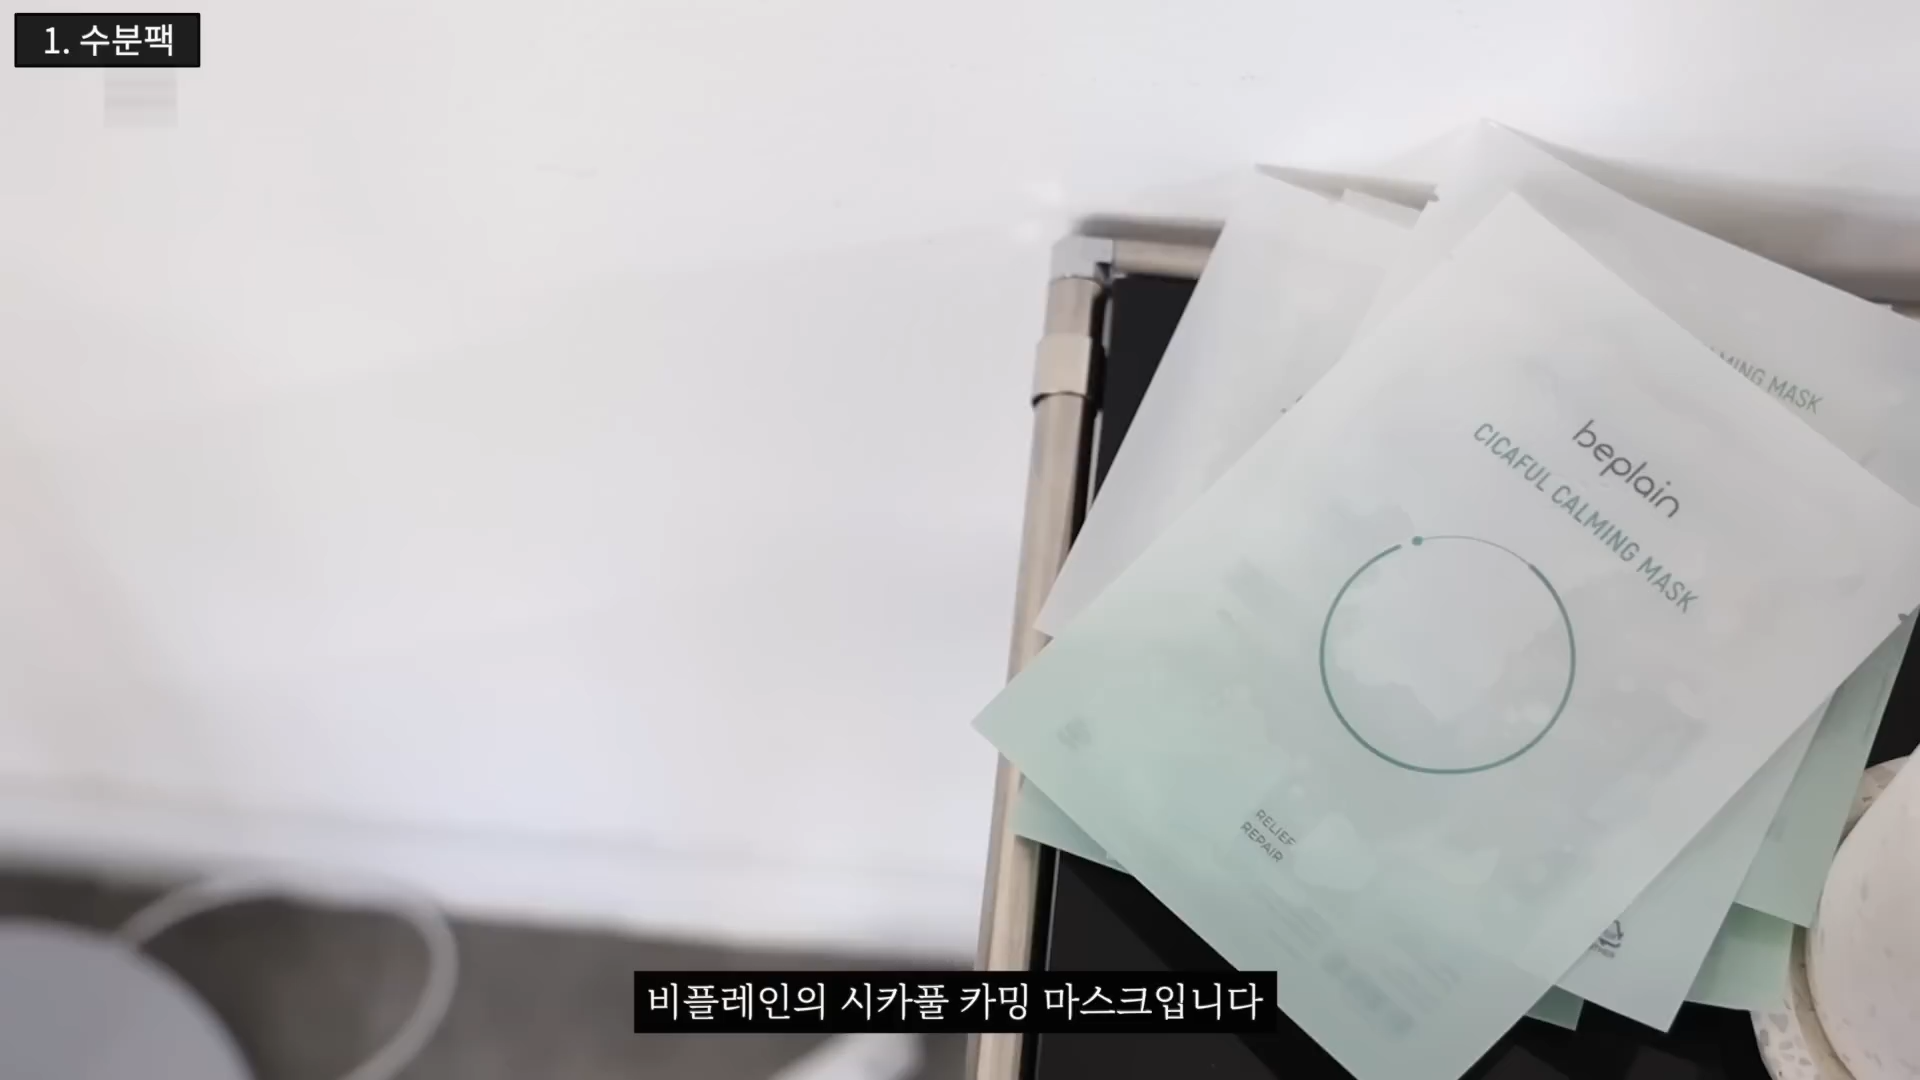 1. 수분팩
MING MASK
beplain
CICAFUL CALMING MASK
RELIEF
REPAIR
비플레인의 시카풀 카밍 마스크입니다